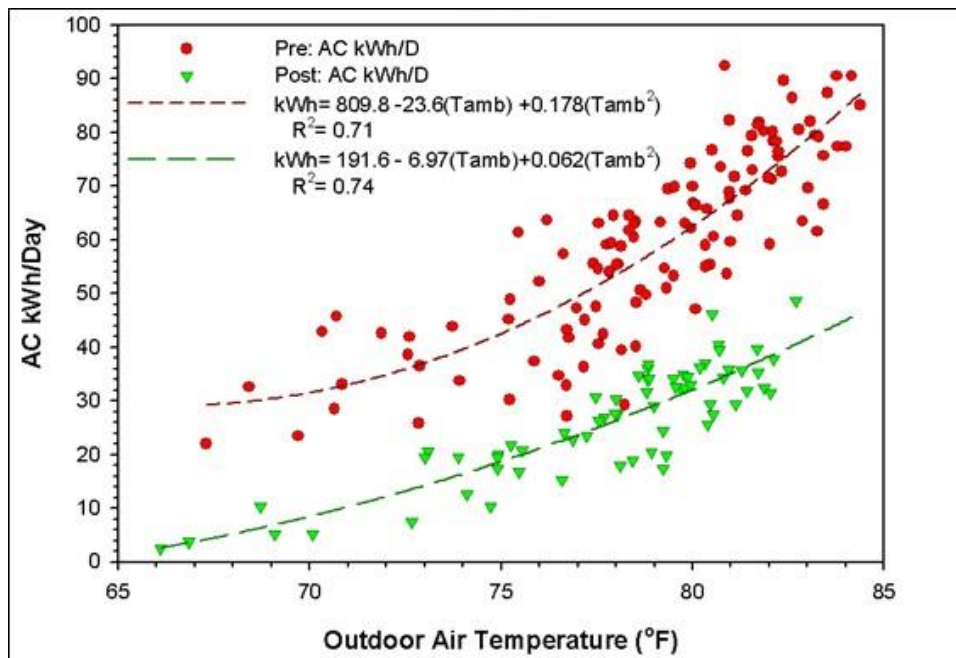 Pre: AC kWh/D
Post: AC kWh/D
kWh= 809.8 -23.6(Tamb) +0.178(Tamb²)
R²= 0.71
kWh= 191.6 - 6.97(Tamb)+0.062(Tamb²)
R²= 0.74
AC kWh/Day
100
90
80
70
60
50
40
30
20
10
0
65 70 75 80 85
Outdoor Air Temperature (°F)